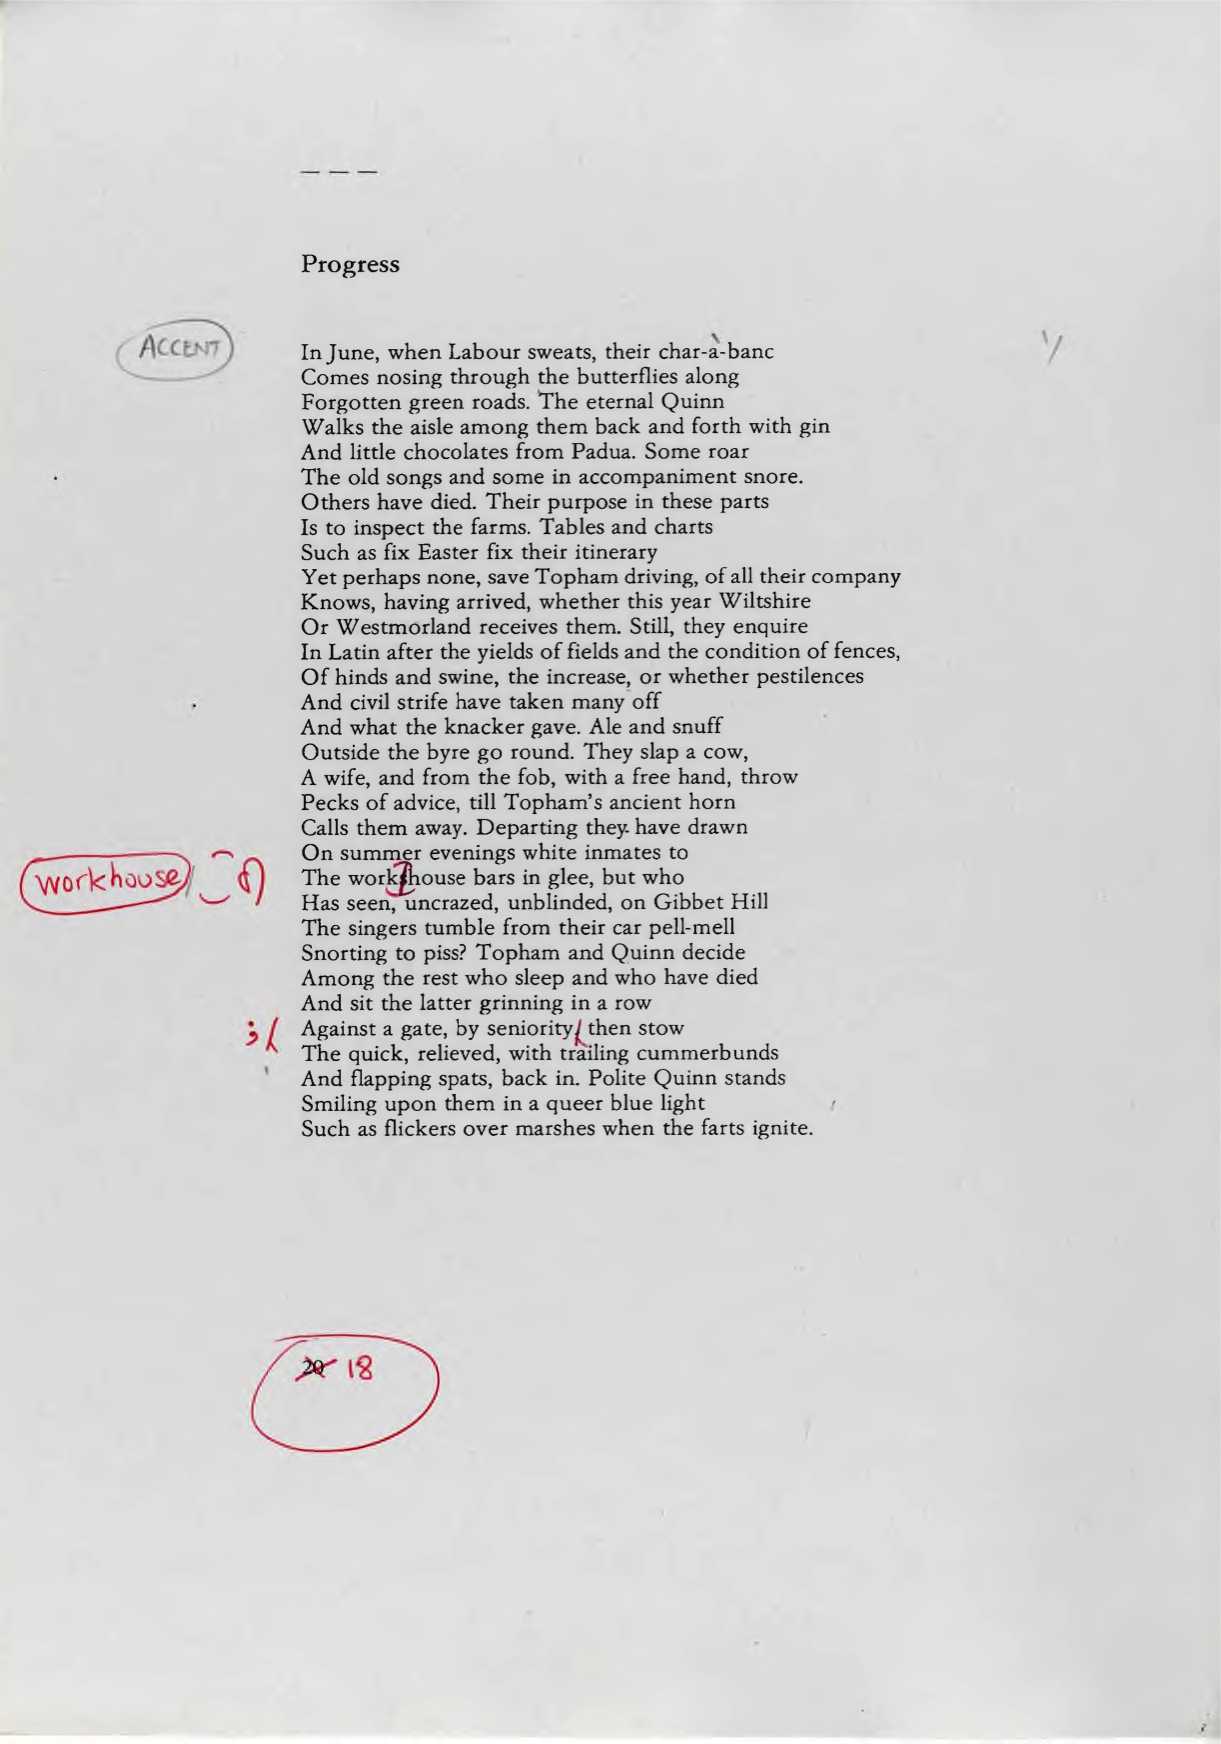 — — —
Progress
ACCENT
In June, when Labour sweats, their char-à-banc
Comes nosing through the butterflies along
Forgotten green roads. The eternal Quinn
Walks the aisle among them back and forth with gin
And little chocolates from Padua. Some roar
The old songs and some in accompaniment snore.
Others have died. Their purpose in these parts
Is to inspect the farms. Tables and charts
Such as fix Easter fix their itinerary
Yet perhaps none, save Topham driving, of all their company
Knows, having arrived, whether this year Wiltshire
Or Westmorland receives them. Still, they enquire
In Latin after the yields of fields and the condition of fences,
Of hinds and swine, the increase, or whether pestilences
And civil strife have taken many off
And what the knacker gave. Ale and snuff
Outside the byre go round. They slap a cow,
A wife, and from the fob, with a free hand, throw
Pecks of advice, till Topham's ancient horn
Calls them away. Departing they have drawn
On summer evenings white inmates to
workhouse
The workshouse bars in glee, but who
Has seen, uncrazed, unblinded, on Gibbet Hill
The singers tumble from their car pell-mell
Snorting to piss? Topham and Quinn decide
Among the rest who sleep and who have died
And sit the latter grinning in a row
;/ Against a gate, by seniority, then stow
The quick, relieved, with trailing cummerbunds
And flapping spats, back in. Polite Quinn stands
Smiling upon them in a queer blue light
Such as flickers over marshes when the farts ignite.
20 18